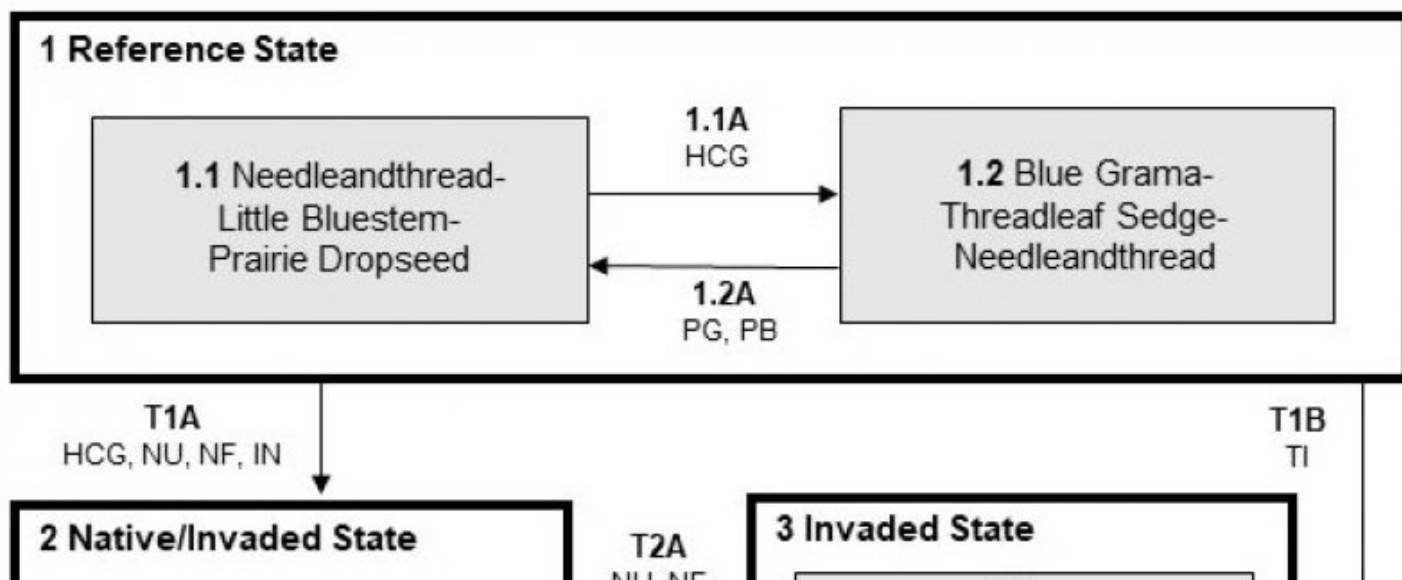 1 Reference State
1.1 Needleandthread-
Little Bluestem-
Prairie Dropseed
1.1A
HCG
1.2A
PG, PB
1.2 Blue Grama-
Threadleaf Sedge-
Needleandthread
T1A
HCG, NU, NF, IN
T1B
TI
2 Native/Invaded State
T2A
NU, NF
3 Invaded State